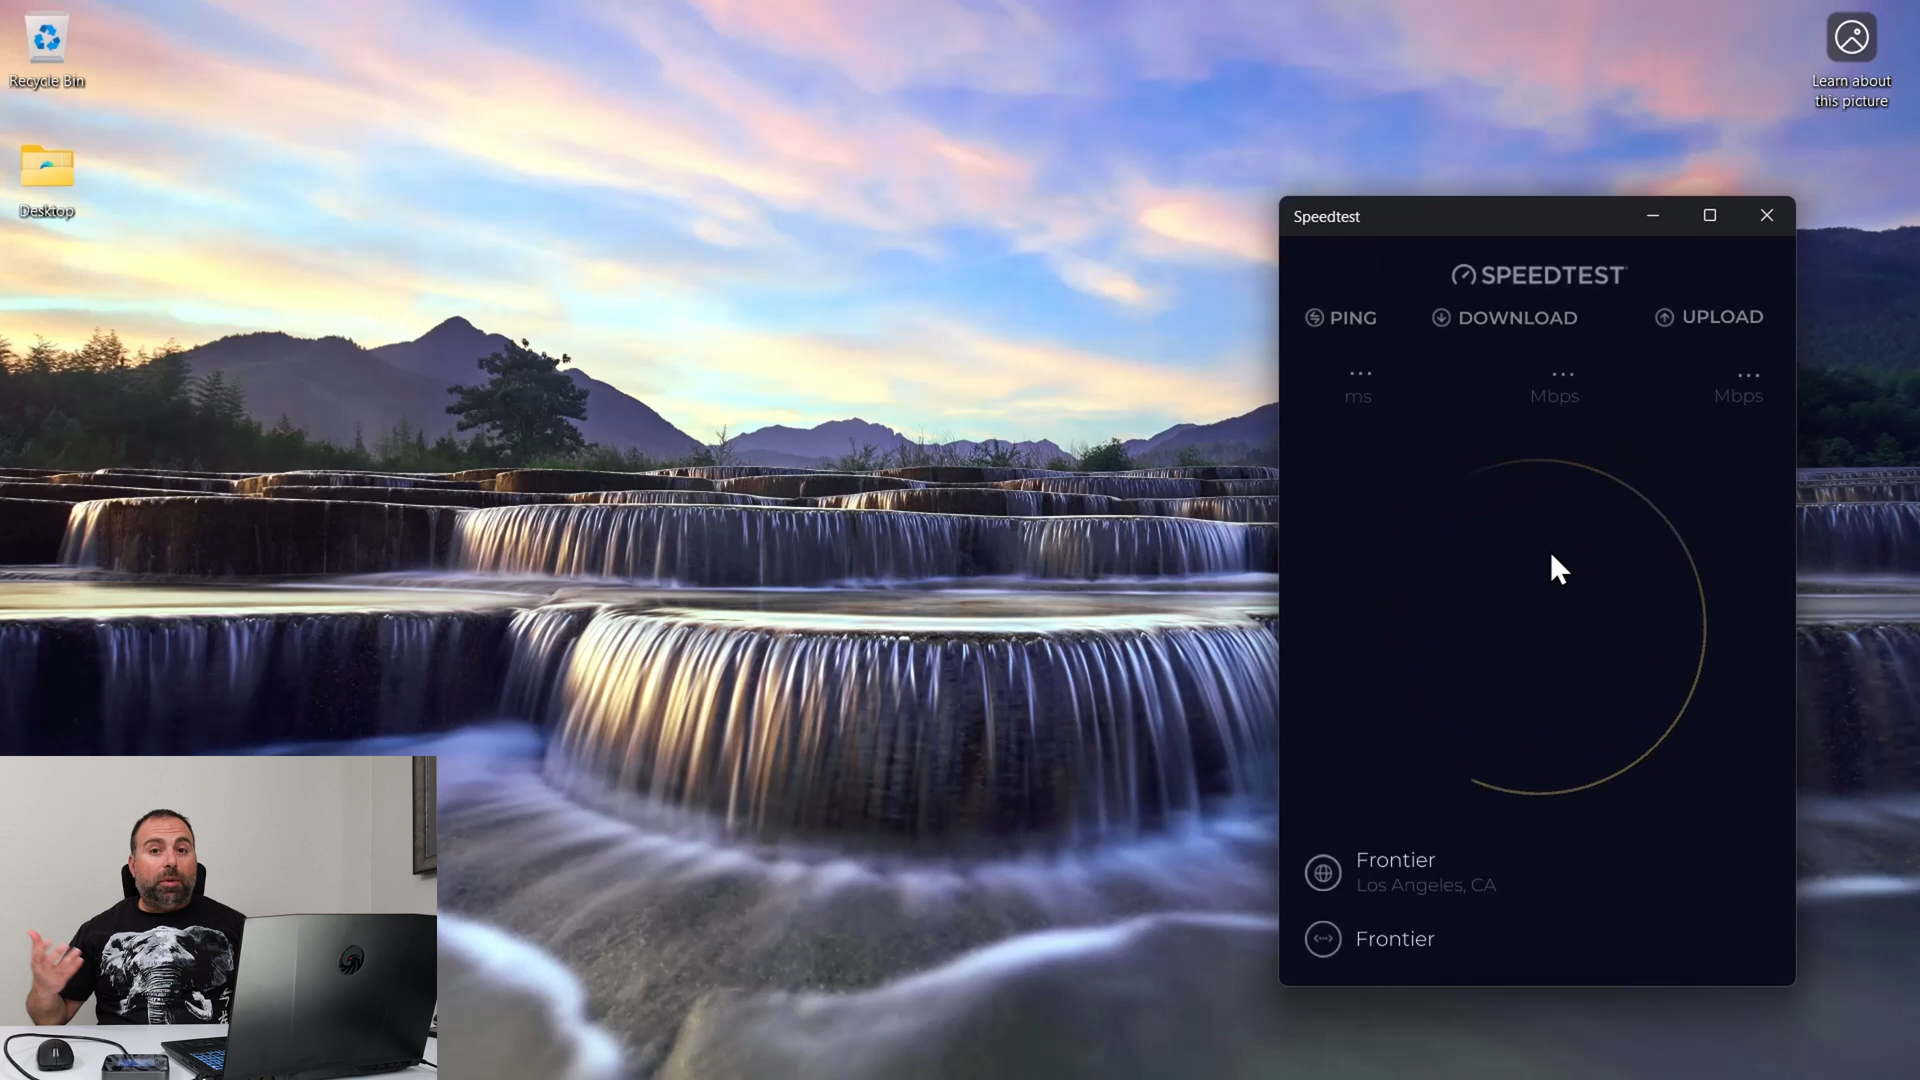 Recycle Bin
Desktop
Learn about
this picture
Speedtest
SPEEDTEST
PING
DOWNLOAD
UPLOAD
...
...
...
ms
Mbps
Mbps
Frontier
Los Angeles, CA
Frontier